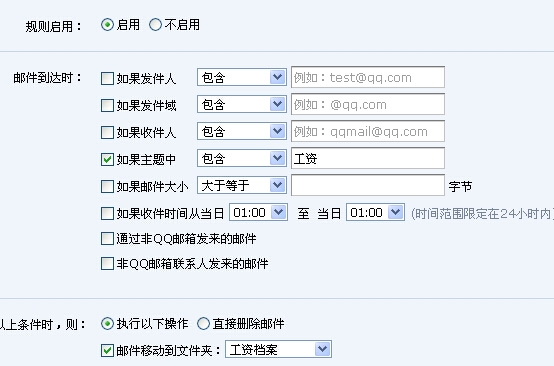 规则启用： 启用 不启用
邮件到达时： 如果发件人 包含 例如：test@qq.com
如果发件域 包含 例如：@qq.com
如果收件人 包含 例如：qqmail@qq.com
如果主题中 包含 工资
如果邮件大小 大于等于 字节
如果收件时间从当日 01:00 至 当日 01:00 (时间范围限定在24小时内)
通过非QQ邮箱发来的邮件
非QQ邮箱联系人发来的邮件
以上条件时，则： 执行以下操作 直接删除邮件
邮件移动到文件夹： 工资档案